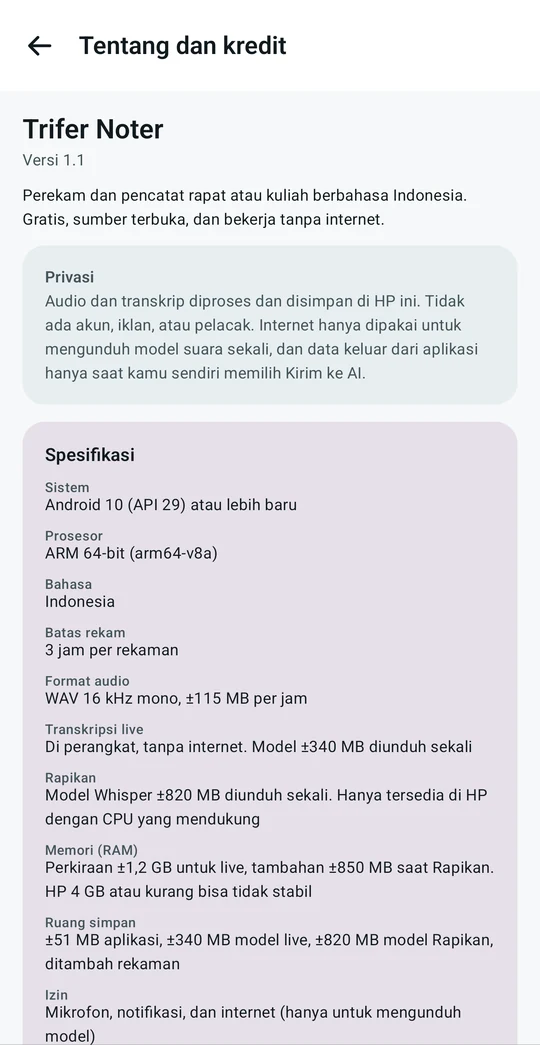 Tentang dan kredit
Trifer Noter
Versi 1.1
Perekam dan pencatat rapat atau kuliah berbahasa Indonesia.
Gratis, sumber terbuka, dan bekerja tanpa internet.
Privasi
Audio dan transkrip diproses dan disimpan di HP ini. Tidak
ada akun, iklan, atau pelacak. Internet hanya dipakai untuk
mengunduh model suara sekali, dan data keluar dari aplikasi
hanya saat kamu sendiri memilih Kirim ke AI.
Spesifikasi
Sistem
Android 10 (API 29) atau lebih baru
Prosesor
ARM 64-bit (arm64-v8a)
Bahasa
Indonesia
Batas rekam
3 jam per rekaman
Format audio
WAV 16 kHz mono, ±115 MB per jam
Transkripsi live
Di perangkat, tanpa internet. Model ±340 MB diunduh sekali
Rapikan
Model Whisper ±820 MB diunduh sekali. Hanya tersedia di HP
dengan CPU yang mendukung
Memori (RAM)
Perkiraan ±1,2 GB untuk live, tambahan ±850 MB saat Rapikan.
HP 4 GB atau kurang bisa tidak stabil
Ruang simpan
±51 MB aplikasi, ±340 MB model live, ±820 MB model Rapikan,
ditambah rekaman
Izin
Mikrofon, notifikasi, dan internet (hanya untuk mengunduh
model)